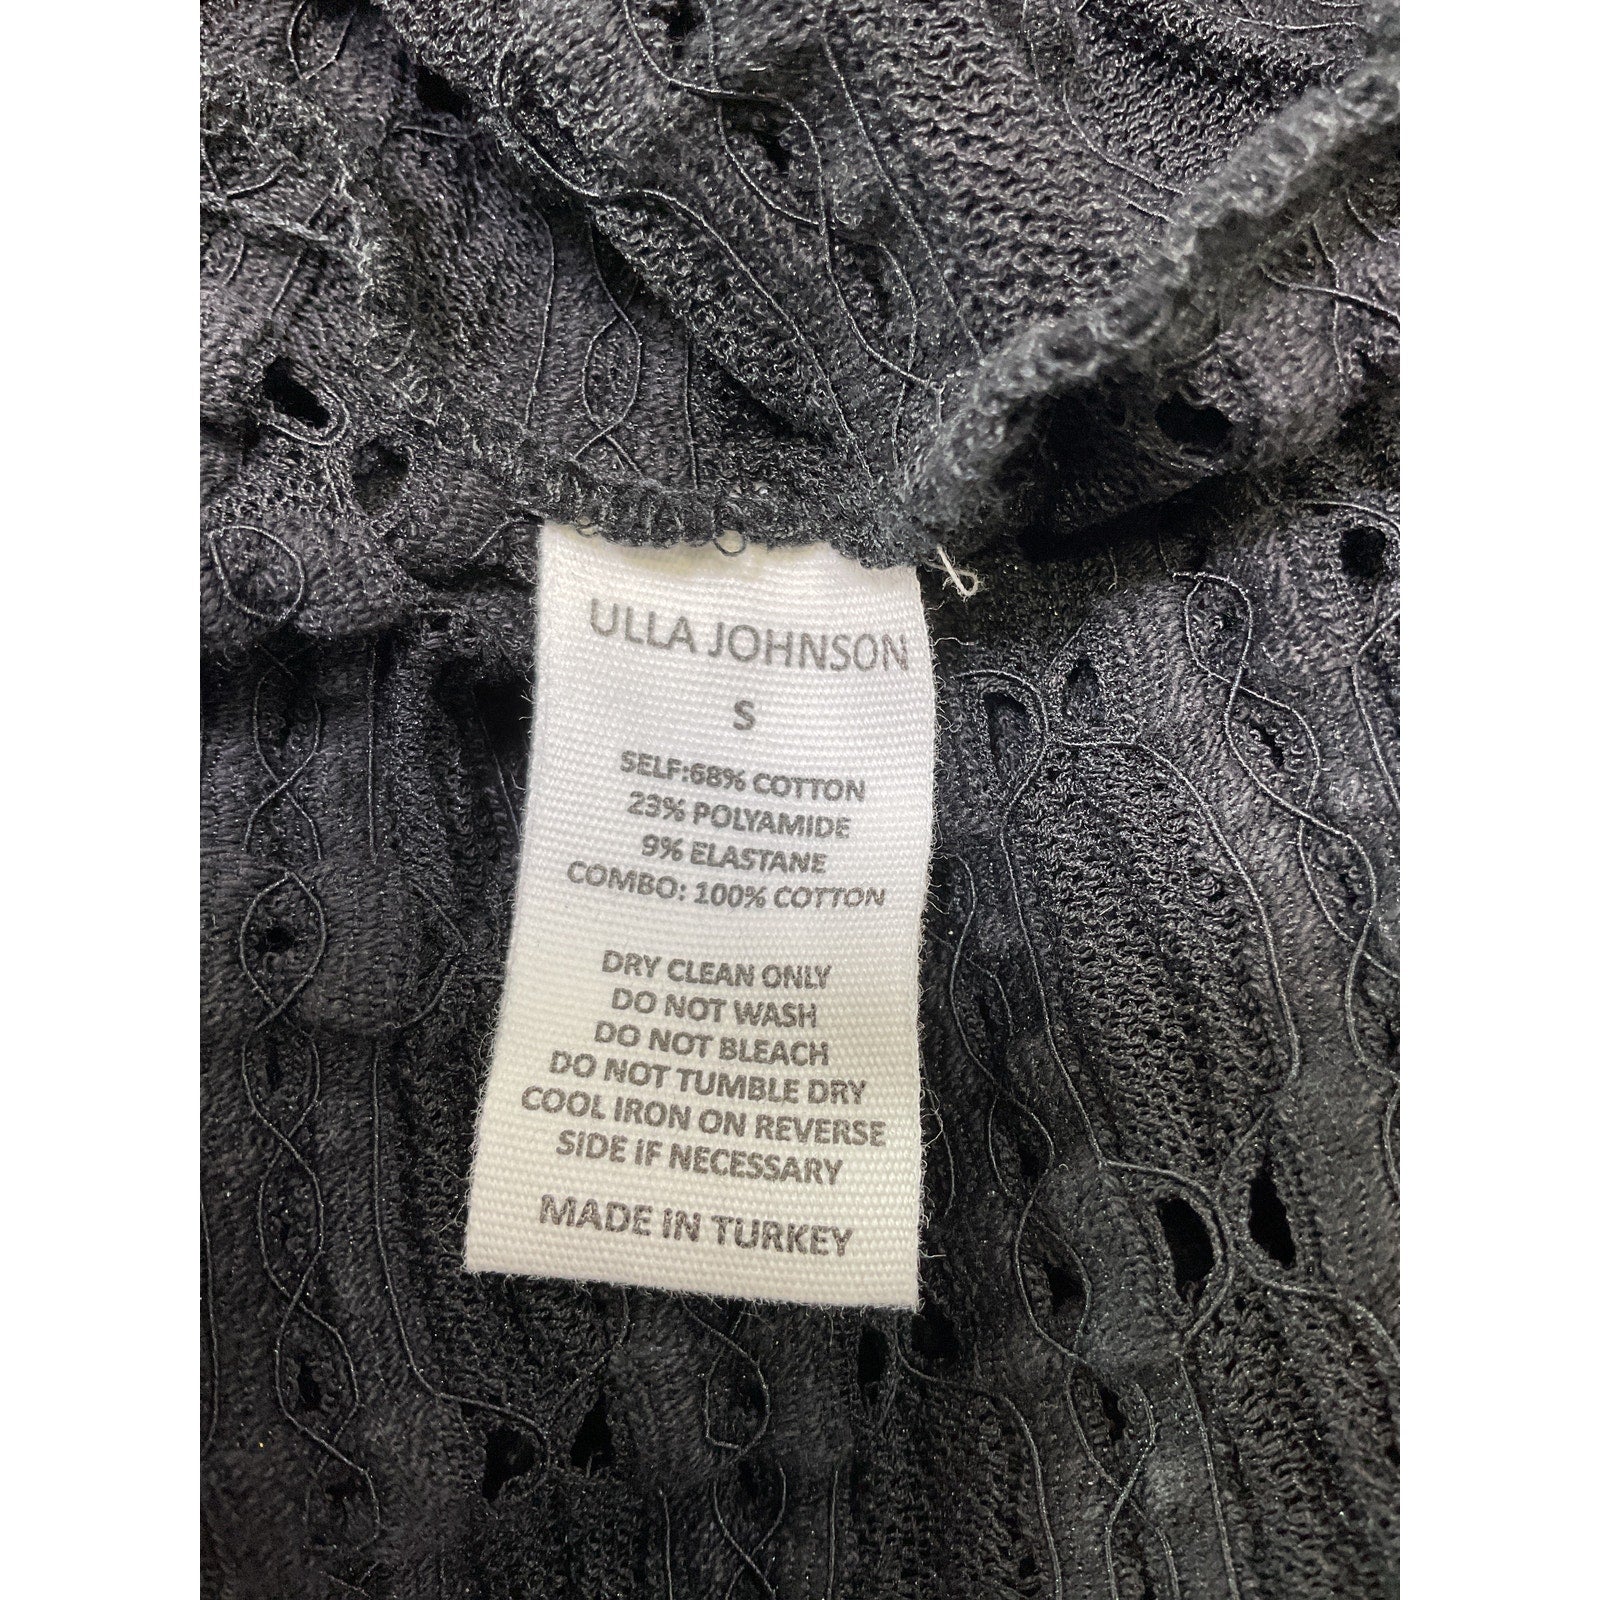 ULLA JOHNSON
S
SELF:68% COTTON
23% POLYAMIDE
9% ELASTANE
COMBO: 100% COTTON
DRY CLEAN ONLY
DO NOT WASH
DO NOT BLEACH
DO NOT TUMBLE DRY
COOL IRON ON REVERSE
SIDE iF NECESSARY
MADE IN TURKEY